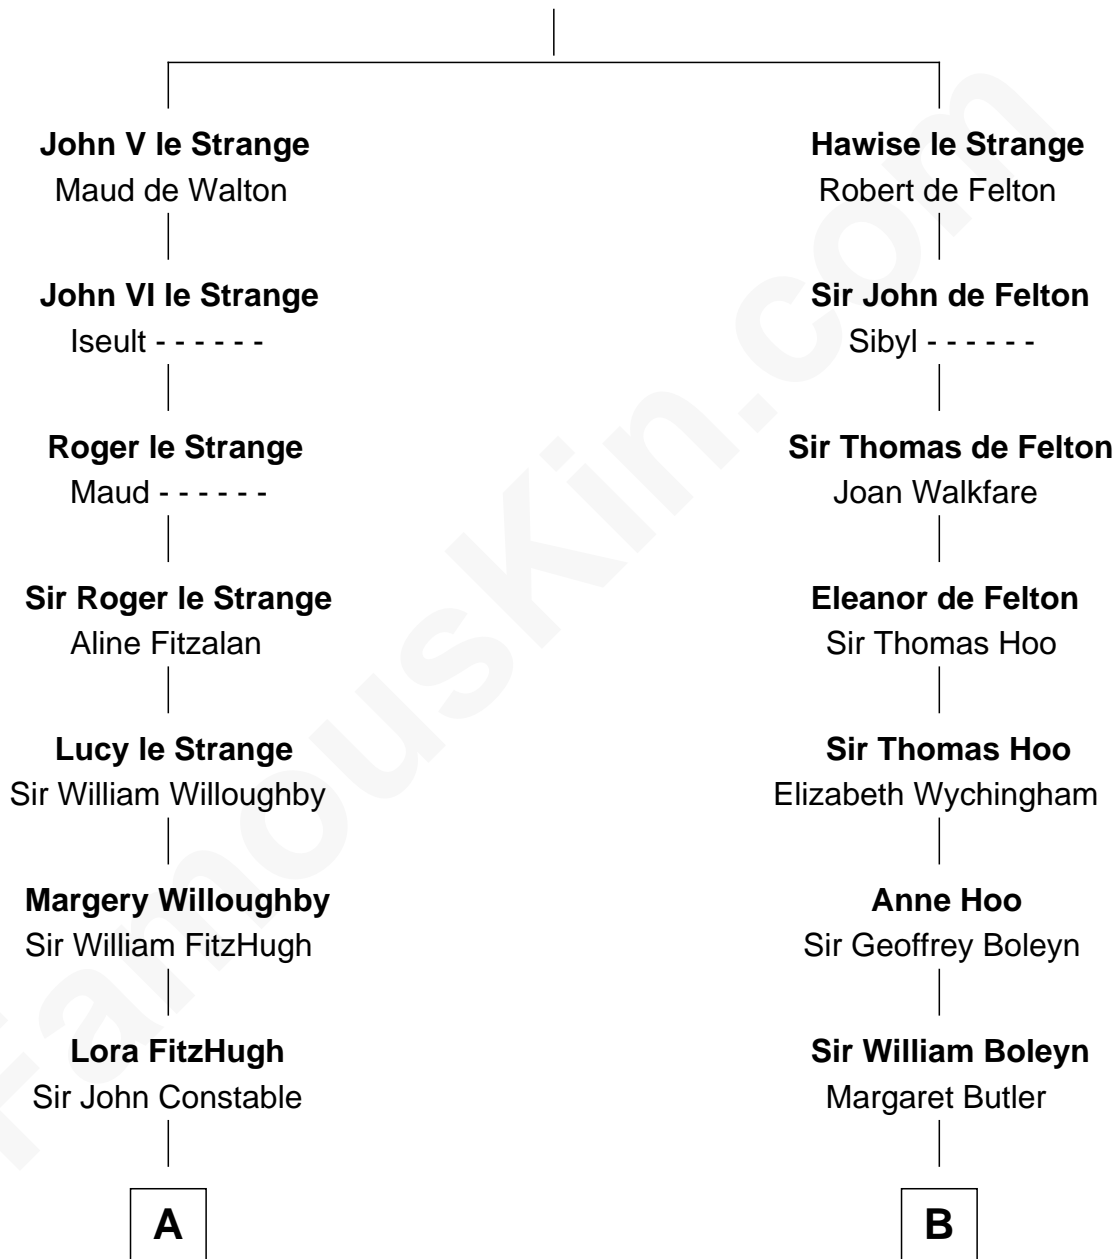 John V le Strange
Maud de Walton
John VI le Strange
Iseult - - - - - -
Roger le Strange
Maud - - - - - -
Sir Roger le Strange
Aline Fitzalan
Lucy le Strange
Sir William Willoughby
Margery Willoughby
Sir William FitzHugh
Lora FitzHugh
Sir John Constable
A
Hawise le Strange
Robert de Felton
Sir John de Felton
Sibyl - - - - - -
Sir Thomas de Felton
Joan Walkfare
Eleanor de Felton
Sir Thomas Hoo
Sir Thomas Hoo
Elizabeth Wychingham
Anne Hoo
Sir Geoffrey Boleyn
Sir William Boleyn
Margaret Butler
B
FamousKin.com